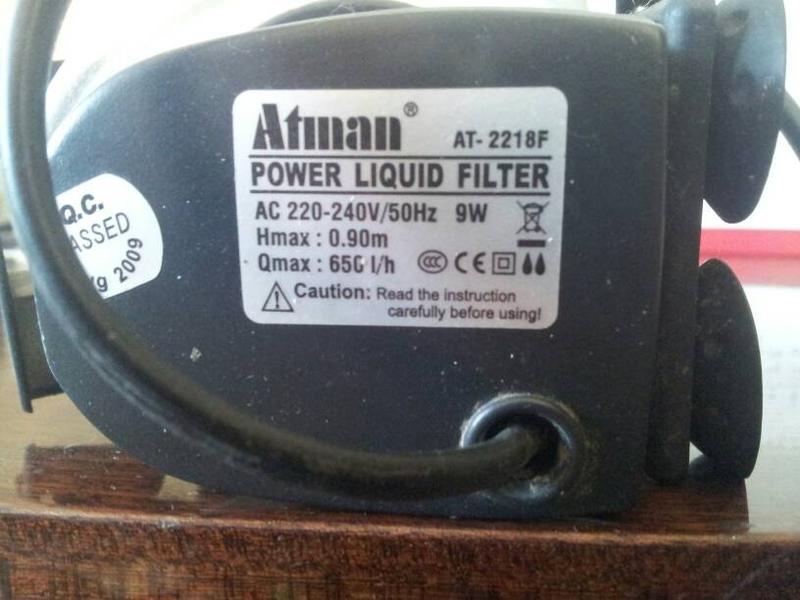 Atman®
AT-2218F
POWER LIQUID FILTER
AC 220-240V/50Hz 9W
Hmax : 0.90m
Qmax : 650 l/h CE
Caution: Read the instruction
carefully before using!
Q.C.
2009